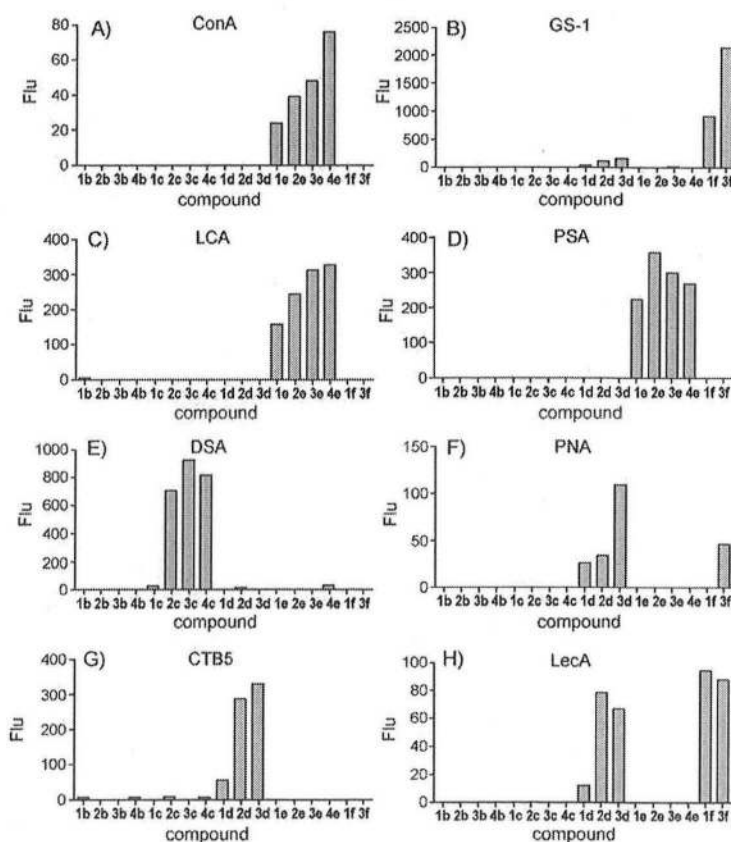 A) ConA
80
60
40
20
0
Flu
1b 2b 3b 4b 1c 2c 3c 4c 1d 2d 3d 1e 2e 3e 4e 1f 3f
compound
B) GS-1
2500
2000
1500
1000
500
0
Flu
1b 2b 3b 4b 1c 2c 3c 4c 1d 2d 3d 1e 2e 3e 4e 1f 3f
compound
C) LCA
400
300
200
100
0
Flu
1b 2b 3b 4b 1c 2c 3c 4c 1d 2d 3d 1e 2e 3e 4e 1f 3f
compound
D) PSA
400
300
200
100
0
Flu
1b 2b 3b 4b 1c 2c 3c 4c 1d 2d 3d 1e 2e 3e 4e 1f 3f
compound
E) DSA
1000
800
600
400
200
0
Flu
1b 2b 3b 4b 1c 2c 3c 4c 1d 2d 3d 1e 2e 3e 4e 1f 3f
compound
F) PNA
150
100
50
0
Flu
1b 2b 3b 4b 1c 2c 3c 4c 1d 2d 3d 1e 2e 3e 4e 1f 3f
compound
G) CTB5
400
300
200
100
0
Flu
1b 2b 3b 4b 1c 2c 3c 4c 1d 2d 3d 1e 2e 3e 4e 1f 3f
compound
H) LecA
100
80
60
40
20
0
Flu
1b 2b 3b 4b 1c 2c 3c 4c 1d 2d 3d 1e 2e 3e 4e 1f 3f
compound